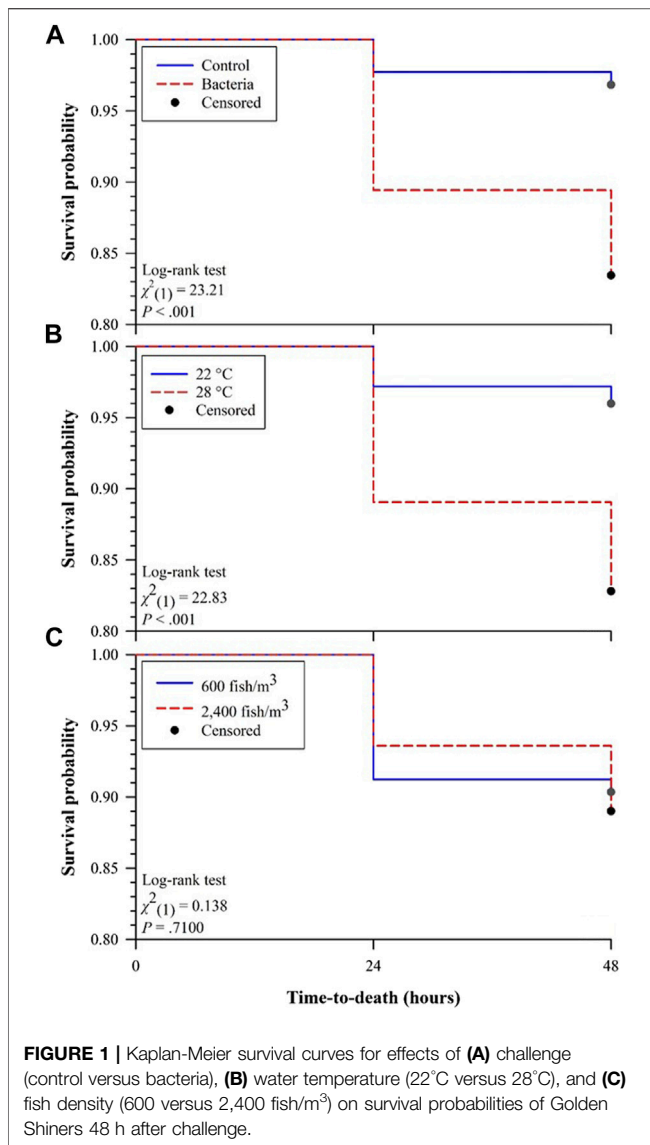 A
1.00
0.95
0.90
0.85
0.80
Survival probability
Control
Bacteria
Censored
Log-rank test
χ²(1) = 23.21
P < .001
B
1.00
0.95
0.90
0.85
0.80
Survival probability
22 °C
28 °C
Censored
Log-rank test
χ²(1) = 22.83
P < .001
C
1.00
0.95
0.90
0.85
0.80
Survival probability
600 fish/m³
2,400 fish/m³
Censored
Log-rank test
χ²(1) = 0.138
P = .7100
0 24 48
Time-to-death (hours)
FIGURE 1 | Kaplan-Meier survival curves for effects of (A) challenge
(control versus bacteria), (B) water temperature (22°C versus 28°C), and (C)
fish density (600 versus 2,400 fish/m³) on survival probabilities of Golden
Shiners 48 h after challenge.